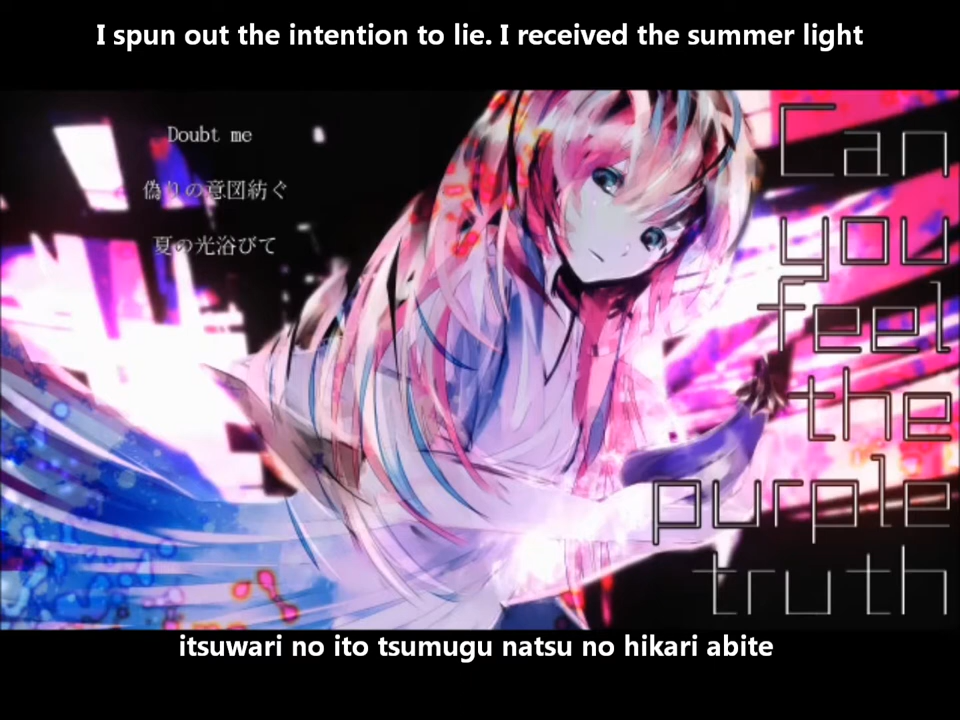 I spun out the intention to lie. I received the summer light
Doubt me
偽りの意図紡ぐ
夏の光浴びて
Can
you
feel
the
purple
truth
itsuwari no ito tsumugu natsu no hikari abite